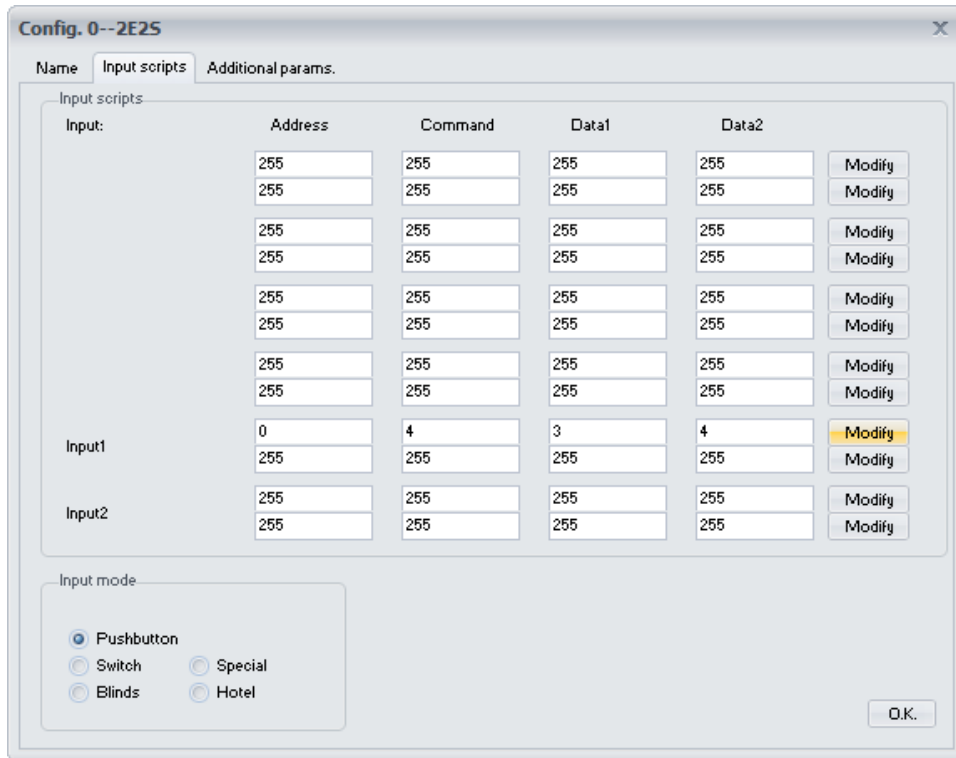 Config. 0--2E2S X
Name Input scripts Additional params.
Input scripts
Input: Address Command Data1 Data2
255 255 255 255 Modify
255 255 255 255 Modify
255 255 255 255 Modify
255 255 255 255 Modify
255 255 255 255 Modify
255 255 255 255 Modify
255 255 255 255 Modify
255 255 255 255 Modify
Input1
0 4 3 4 Modify
255 255 255 255 Modify
Input2
255 255 255 255 Modify
255 255 255 255 Modify
Input mode
Pushbutton
Switch Special
Blinds Hotel
O.K.